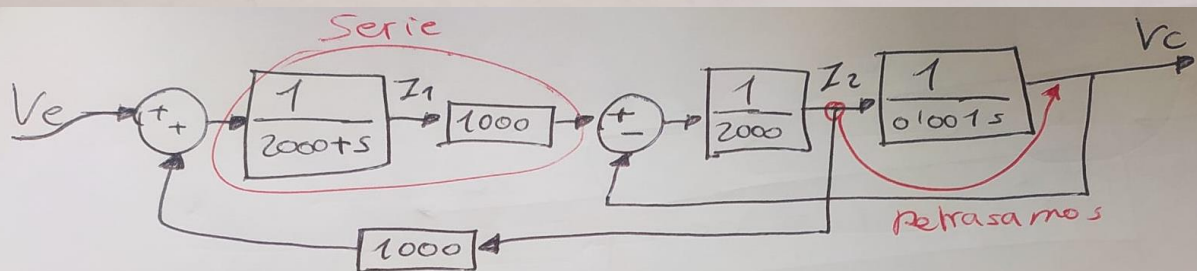 Serie
Ve
+
+
1
2000+s
I1
1000
+
-
1
2000
I2
1
0'001s
Vc
Retrasamos
1000